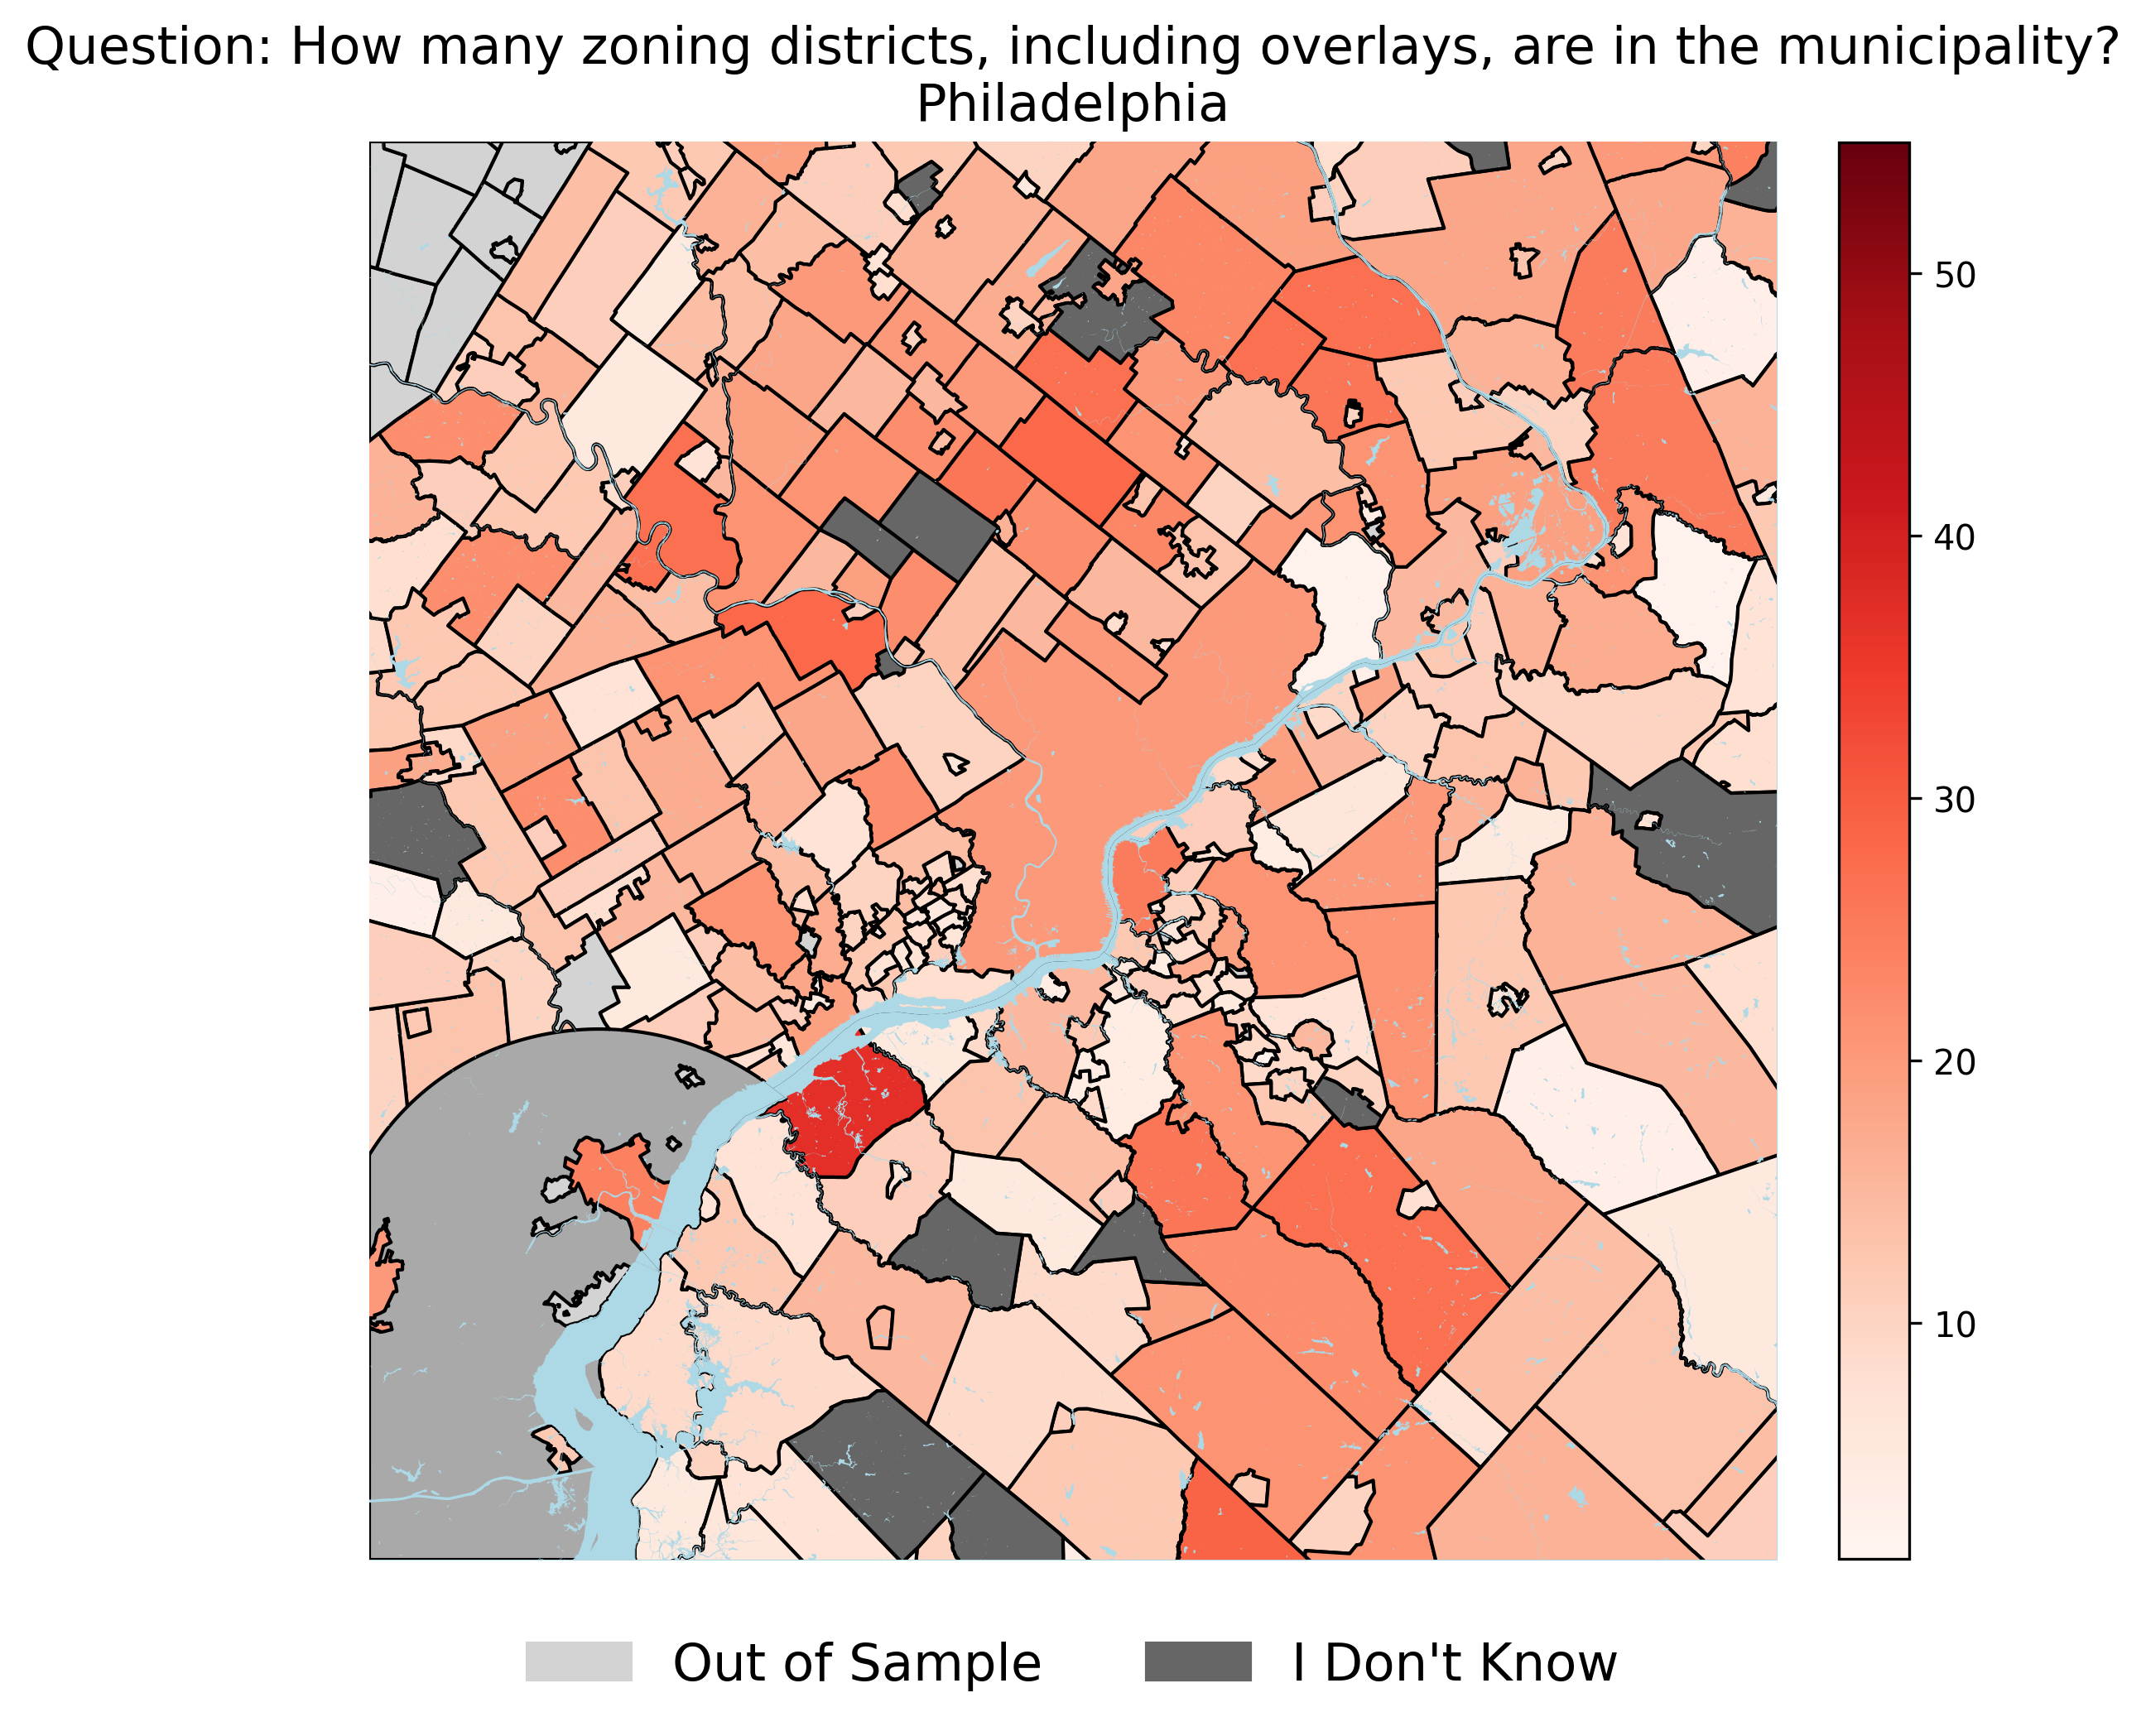 Question: How many zoning districts, including overlays, are in the municipality?
Philadelphia
50
40
30
20
10
Out of Sample
I Don't Know